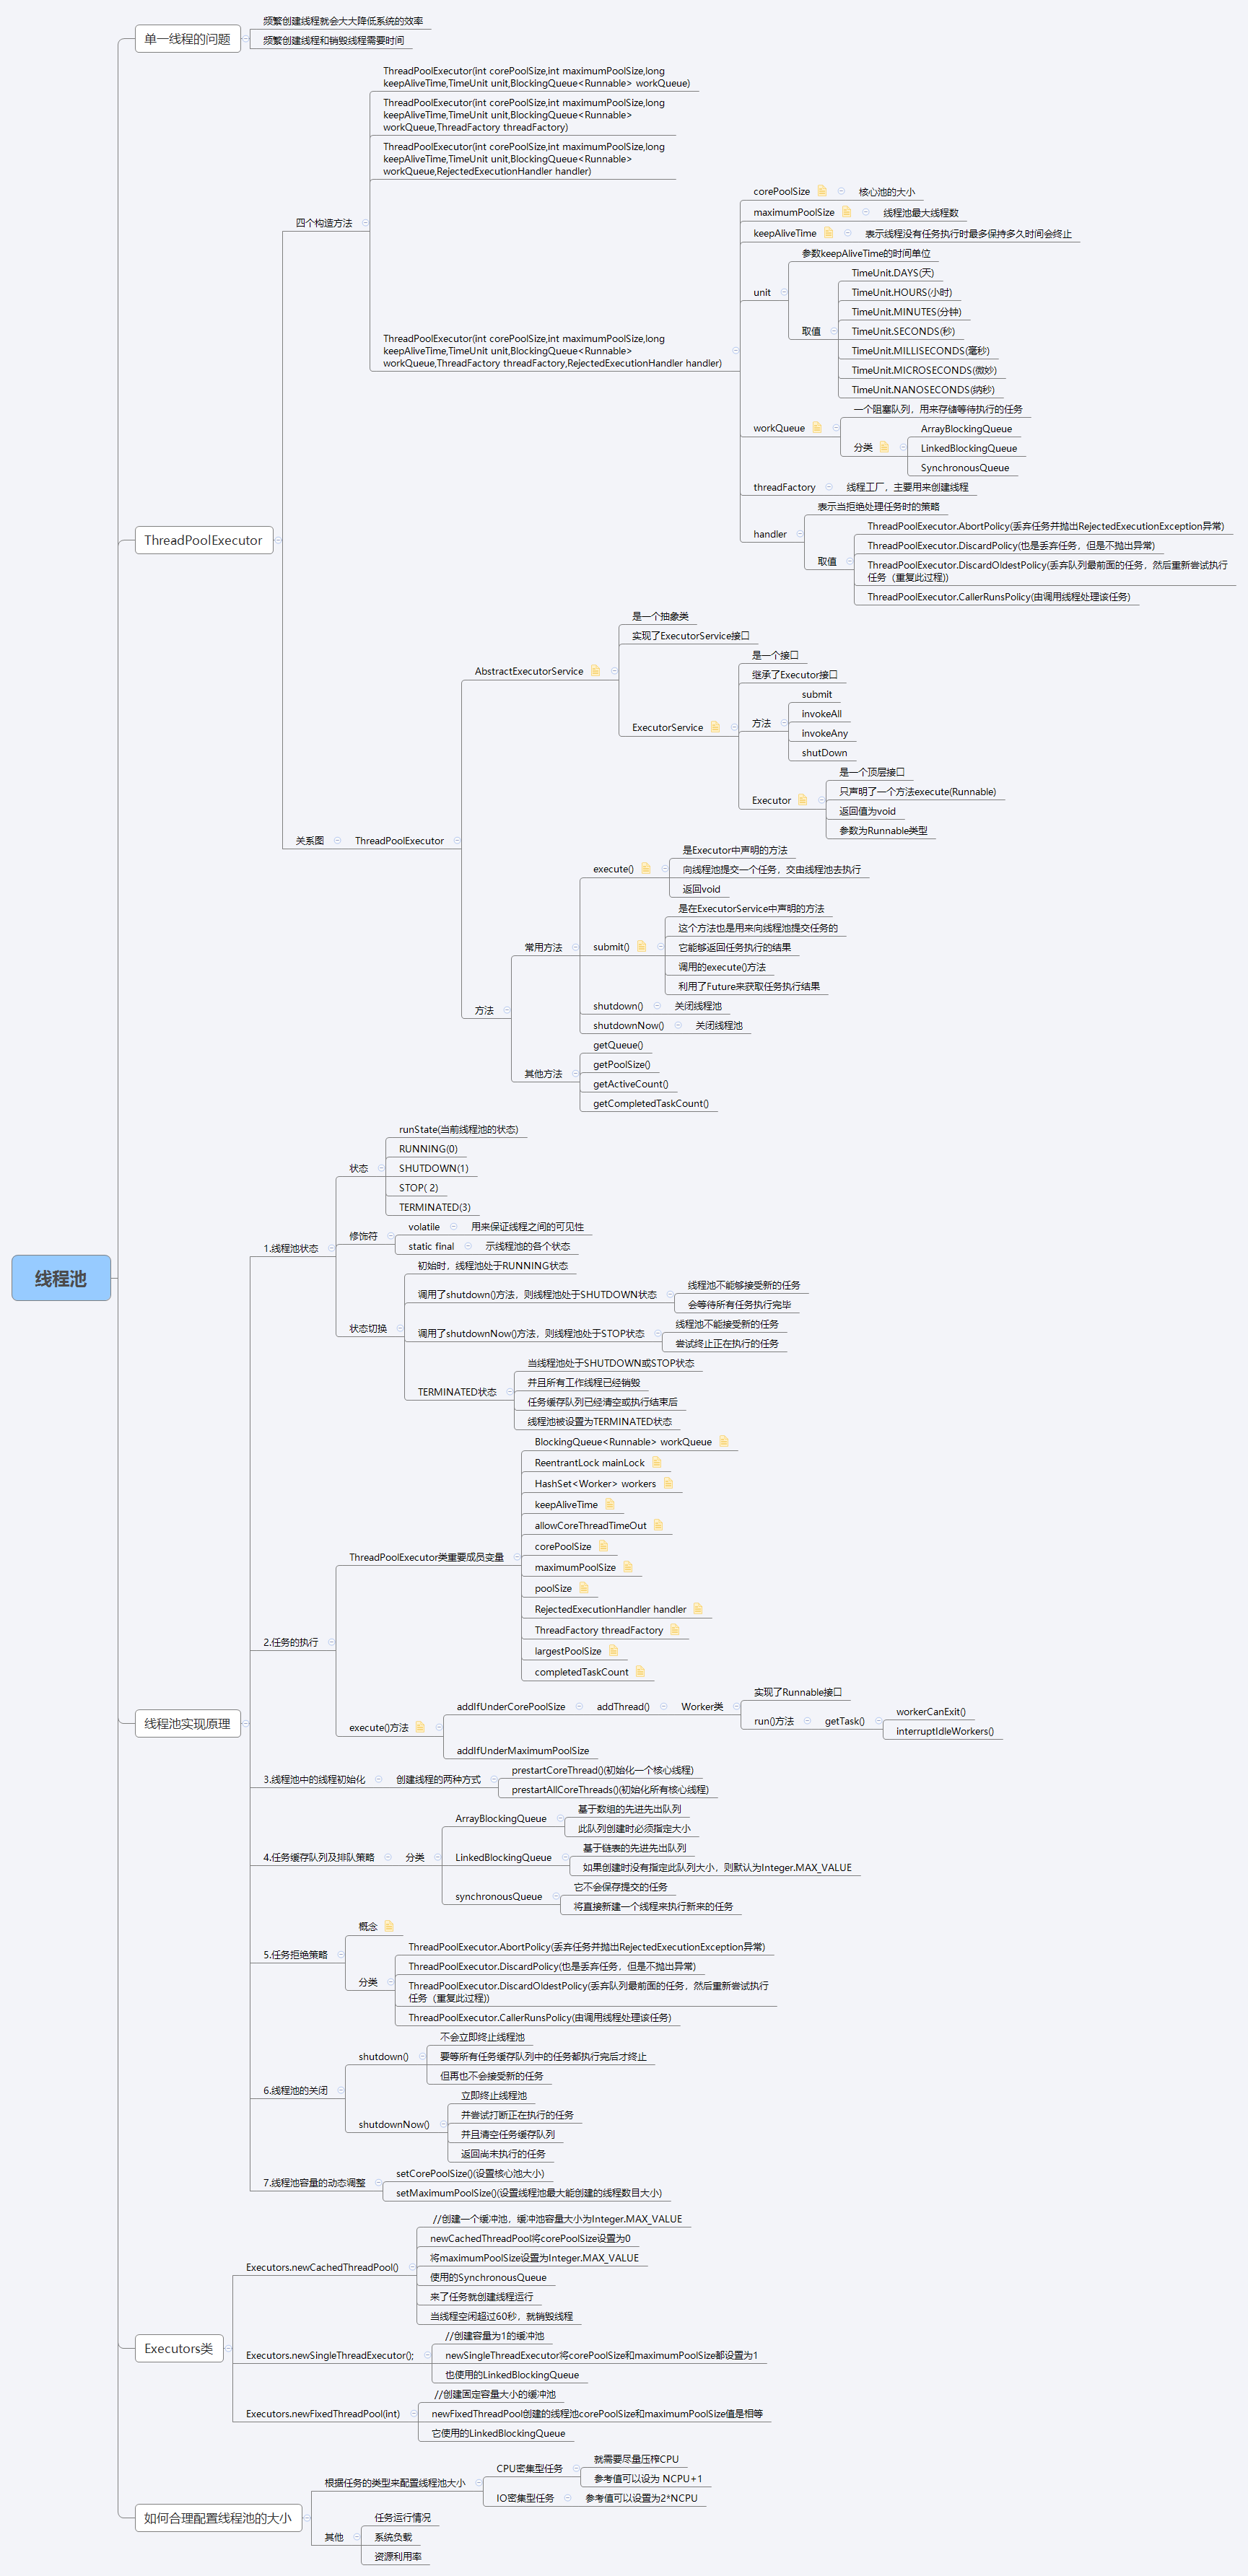 线程池
单一线程的问题
频繁创建线程就会大大降低系统的效率
频繁创建线程和销毁线程需要时间
ThreadPoolExecutor
四个构造方法
ThreadPoolExecutor(int corePoolSize,int maximumPoolSize,long
keepAliveTime,TimeUnit unit,BlockingQueue<Runnable> workQueue)
ThreadPoolExecutor(int corePoolSize,int maximumPoolSize,long
keepAliveTime,TimeUnit unit,BlockingQueue<Runnable>
workQueue,ThreadFactory threadFactory)
ThreadPoolExecutor(int corePoolSize,int maximumPoolSize,long
keepAliveTime,TimeUnit unit,BlockingQueue<Runnable>
workQueue,RejectedExecutionHandler handler)
ThreadPoolExecutor(int corePoolSize,int maximumPoolSize,long
keepAliveTime,TimeUnit unit,BlockingQueue<Runnable>
workQueue,ThreadFactory threadFactory,RejectedExecutionHandler handler)
corePoolSize
核心池的大小
maximumPoolSize
线程池最大线程数
keepAliveTime
表示线程没有任务执行时最多保持多久时间会终止
unit
参数keepAliveTime的时间单位
取值
TimeUnit.DAYS(天)
TimeUnit.HOURS(小时)
TimeUnit.MINUTES(分钟)
TimeUnit.SECONDS(秒)
TimeUnit.MILLISECONDS(毫秒)
TimeUnit.MICROSECONDS(微妙)
TimeUnit.NANOSECONDS(纳秒)
workQueue
一个阻塞队列，用来存储等待执行的任务
分类
ArrayBlockingQueue
LinkedBlockingQueue
SynchronousQueue
threadFactory
线程工厂，主要用来创建线程
handler
表示当拒绝处理任务时的策略
取值
ThreadPoolExecutor.AbortPolicy(丢弃任务并抛出RejectedExecutionException异常)
ThreadPoolExecutor.DiscardPolicy(也是丢弃任务，但是不抛出异常)
ThreadPoolExecutor.DiscardOldestPolicy(丢弃队列最前面的任务，然后重新尝试执行
任务（重复此过程))
ThreadPoolExecutor.CallerRunsPolicy(由调用线程处理该任务)
关系图
ThreadPoolExecutor
AbstractExecutorService
是一个抽象类
实现了ExecutorService接口
ExecutorService
是一个接口
继承了Executor接口
方法
submit
invokeAll
invokeAny
shutDown
Executor
是一个顶层接口
只声明了一个方法execute(Runnable)
返回值为void
参数为Runnable类型
方法
常用方法
execute()
是Executor中声明的方法
向线程池提交一个任务，交由线程池去执行
返回void
submit()
是在ExecutorService中声明的方法
这个方法也是用来向线程池提交任务的
它能够返回任务执行的结果
调用的execute()方法
利用了Future来获取任务执行结果
shutdown()
关闭线程池
shutdownNow()
关闭线程池
其他方法
getQueue()
getPoolSize()
getActiveCount()
getCompletedTaskCount()
线程池实现原理
1.线程池状态
状态
runState(当前线程池的状态)
RUNNING(0)
SHUTDOWN(1)
STOP( 2)
TERMINATED(3)
修饰符
volatile
用来保证线程之间的可见性
static final
示线程池的各个状态
状态切换
初始时，线程池处于RUNNING状态
调用了shutdown()方法，则线程池处于SHUTDOWN状态
线程池不能够接受新的任务
会等待所有任务执行完毕
调用了shutdownNow()方法，则线程池处于STOP状态
线程池不能接受新的任务
尝试终止正在执行的任务
TERMINATED状态
当线程池处于SHUTDOWN或STOP状态
并且所有工作线程已经销毁
任务缓存队列已经清空或执行结束后
线程池被设置为TERMINATED状态
2.任务的执行
ThreadPoolExecutor类重要成员变量
BlockingQueue<Runnable> workQueue
ReentrantLock mainLock
HashSet<Worker> workers
keepAliveTime
allowCoreThreadTimeOut
corePoolSize
maximumPoolSize
poolSize
RejectedExecutionHandler handler
ThreadFactory threadFactory
largestPoolSize
completedTaskCount
execute()方法
addIfUnderCorePoolSize
addThread()
Worker类
实现了Runnable接口
run()方法
getTask()
workerCanExit()
interruptIdleWorkers()
addIfUnderMaximumPoolSize
3.线程池中的线程初始化
创建线程的两种方式
prestartCoreThread()(初始化一个核心线程)
prestartAllCoreThreads()(初始化所有核心线程)
4.任务缓存队列及排队策略
分类
ArrayBlockingQueue
基于数组的先进先出队列
此队列创建时必须指定大小
LinkedBlockingQueue
基于链表的先进先出队列
如果创建时没有指定此队列大小，则默认为Integer.MAX_VALUE
synchronousQueue
它不会保存提交的任务
将直接新建一个线程来执行新来的任务
5.任务拒绝策略
概念
分类
ThreadPoolExecutor.AbortPolicy(丢弃任务并抛出RejectedExecutionException异常)
ThreadPoolExecutor.DiscardPolicy(也是丢弃任务，但是不抛出异常)
ThreadPoolExecutor.DiscardOldestPolicy(丢弃队列最前面的任务，然后重新尝试执行
任务（重复此过程))
ThreadPoolExecutor.CallerRunsPolicy(由调用线程处理该任务)
6.线程池的关闭
shutdown()
不会立即终止线程池
要等所有任务缓存队列中的任务都执行完后才终止
但再也不会接受新的任务
shutdownNow()
立即终止线程池
并尝试打断正在执行的任务
并且清空任务缓存队列
返回尚未执行的任务
7.线程池容量的动态调整
setCorePoolSize()(设置核心池大小)
setMaximumPoolSize()(设置线程池最大能创建的线程数目大小)
Executors类
Executors.newCachedThreadPool()
//创建一个缓冲池，缓冲池容量大小为Integer.MAX_VALUE
newCachedThreadPool将corePoolSize设置为0
将maximumPoolSize设置为Integer.MAX_VALUE
使用的SynchronousQueue
来了任务就创建线程运行
当线程空闲超过60秒，就销毁线程
Executors.newSingleThreadExecutor();
//创建容量为1的缓冲池
newSingleThreadExecutor将corePoolSize和maximumPoolSize都设置为1
也使用的LinkedBlockingQueue
Executors.newFixedThreadPool(int)
//创建固定容量大小的缓冲池
newFixedThreadPool创建的线程池corePoolSize和maximumPoolSize值是相等
它使用的LinkedBlockingQueue
如何合理配置线程池的大小
根据任务的类型来配置线程池大小
CPU密集型任务
就需要尽量压榨CPU
参考值可以设为 NCPU+1
IO密集型任务
参考值可以设置为2*NCPU
其他
任务运行情况
系统负载
资源利用率